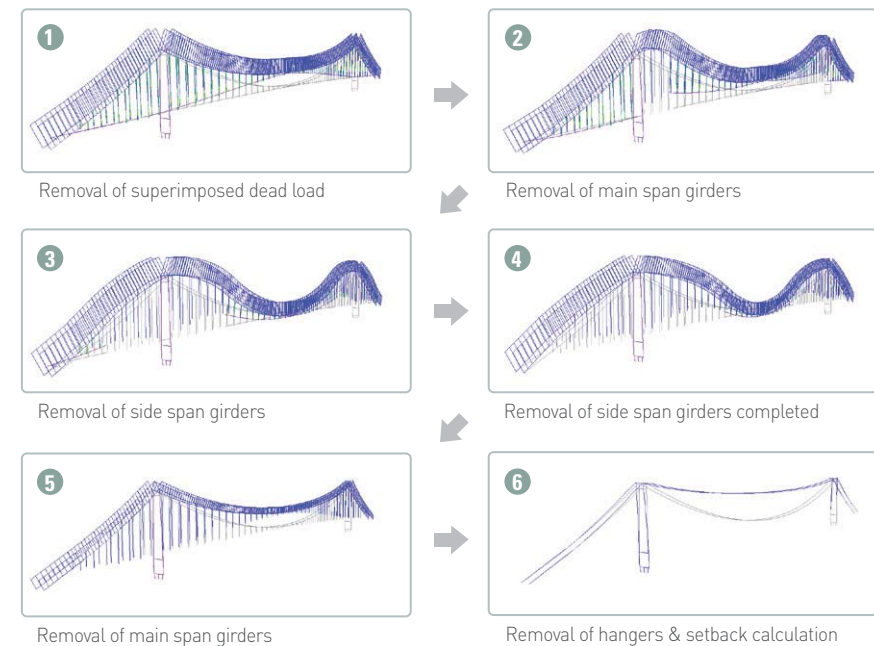 1
Removal of superimposed dead load
2
Removal of main span girders
3
Removal of side span girders
4
Removal of side span girders completed
5
Removal of main span girders
6
Removal of hangers & setback calculation